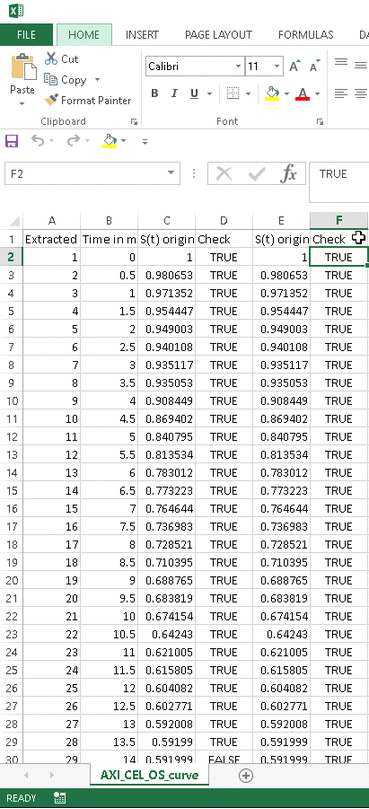 FILE HOME INSERT PAGE LAYOUT FORMULAS DA
Cut
Copy
Paste
Format Painter
Clipboard
Calibri 11 A A
B I U A
Font
F2 fx TRUE
A B C D E F
1 Extracted Time in m S(t) origin Check S(t) origin Check
2 1 0 1 TRUE 1 TRUE
3 2 0.5 0.980653 TRUE 0.980653 TRUE
4 3 1 0.971352 TRUE 0.971352 TRUE
5 4 1.5 0.954447 TRUE 0.954447 TRUE
6 5 2 0.949003 TRUE 0.949003 TRUE
7 6 2.5 0.940108 TRUE 0.940108 TRUE
8 7 3 0.935117 TRUE 0.935117 TRUE
9 8 3.5 0.935053 TRUE 0.935053 TRUE
10 9 4 0.908449 TRUE 0.908449 TRUE
11 10 4.5 0.869402 TRUE 0.869402 TRUE
12 11 5 0.840795 TRUE 0.840795 TRUE
13 12 5.5 0.813534 TRUE 0.813534 TRUE
14 13 6 0.783012 TRUE 0.783012 TRUE
15 14 6.5 0.773223 TRUE 0.773223 TRUE
16 15 7 0.764644 TRUE 0.764644 TRUE
17 16 7.5 0.736983 TRUE 0.736983 TRUE
18 17 8 0.728521 TRUE 0.728521 TRUE
19 18 8.5 0.710395 TRUE 0.710395 TRUE
20 19 9 0.688765 TRUE 0.688765 TRUE
21 20 9.5 0.683819 TRUE 0.683819 TRUE
22 21 10 0.674154 TRUE 0.674154 TRUE
23 22 10.5 0.64243 TRUE 0.64243 TRUE
24 23 11 0.621005 TRUE 0.621005 TRUE
25 24 11.5 0.615805 TRUE 0.615805 TRUE
26 25 12 0.604082 TRUE 0.604082 TRUE
27 26 12.5 0.602771 TRUE 0.602771 TRUE
28 27 13 0.592008 TRUE 0.592008 TRUE
29 28 13.5 0.59199 TRUE 0.591999 TRUE
30 29 14 0.591999 FALSE 0.591999 TRUE
AXI_CEL_OS_curve
READY